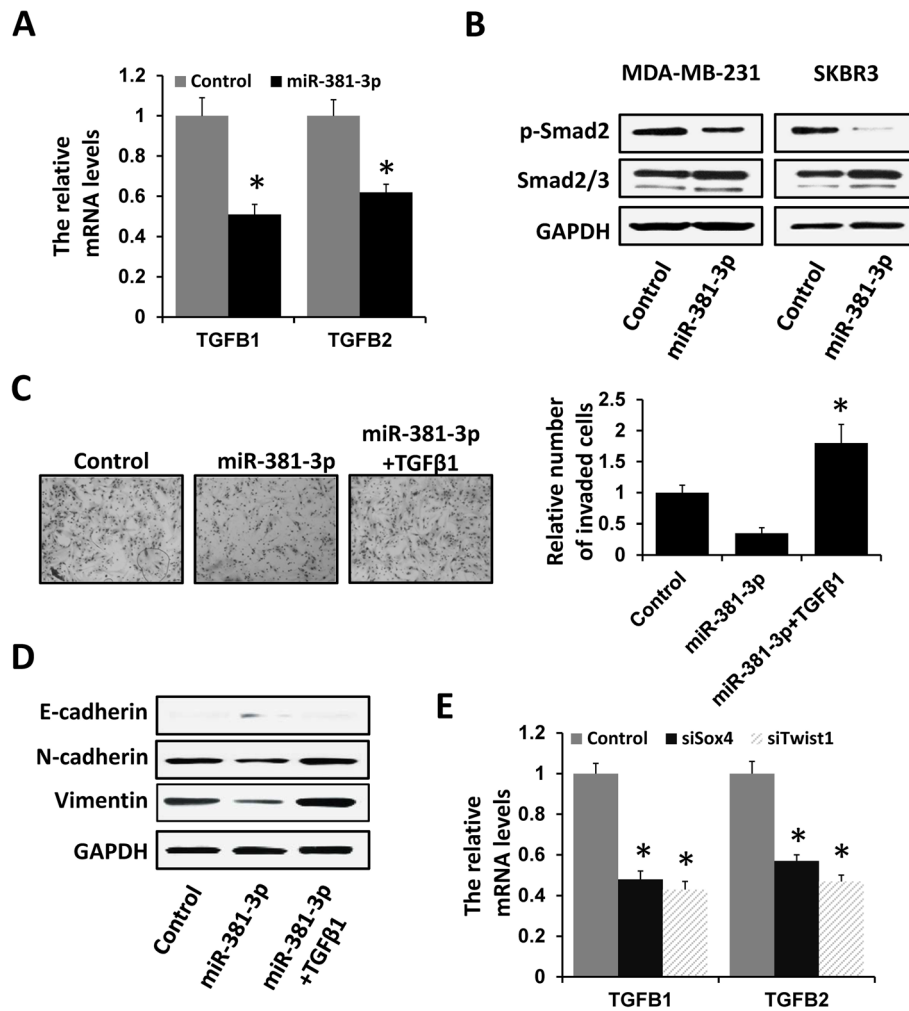 A
The relative
mRNA levels
1.2
1
0.8
0.6
0.4
0.2
0
Control miR-381-3p
*
*
TGFB1 TGFB2
B
MDA-MB-231 SKBR3
p-Smad2
Smad2/3
GAPDH
Control
miR-381-3p
Control
miR-381-3p
C
Control
miR-381-3p
miR-381-3p
+TGFβ1
Relative number
of invaded cells
2.5
2
1.5
1
0.5
0
*
Control
miR-381-3p
miR-381-3p+TGFβ1
D
E-cadherin
N-cadherin
Vimentin
GAPDH
Control
miR-381-3p
miR-381-3p
+TGFβ1
E
The relative
mRNA levels
1.2
1
0.8
0.6
0.4
0.2
0
Control siSox4 siTwist1
* *
* *
TGFB1 TGFB2